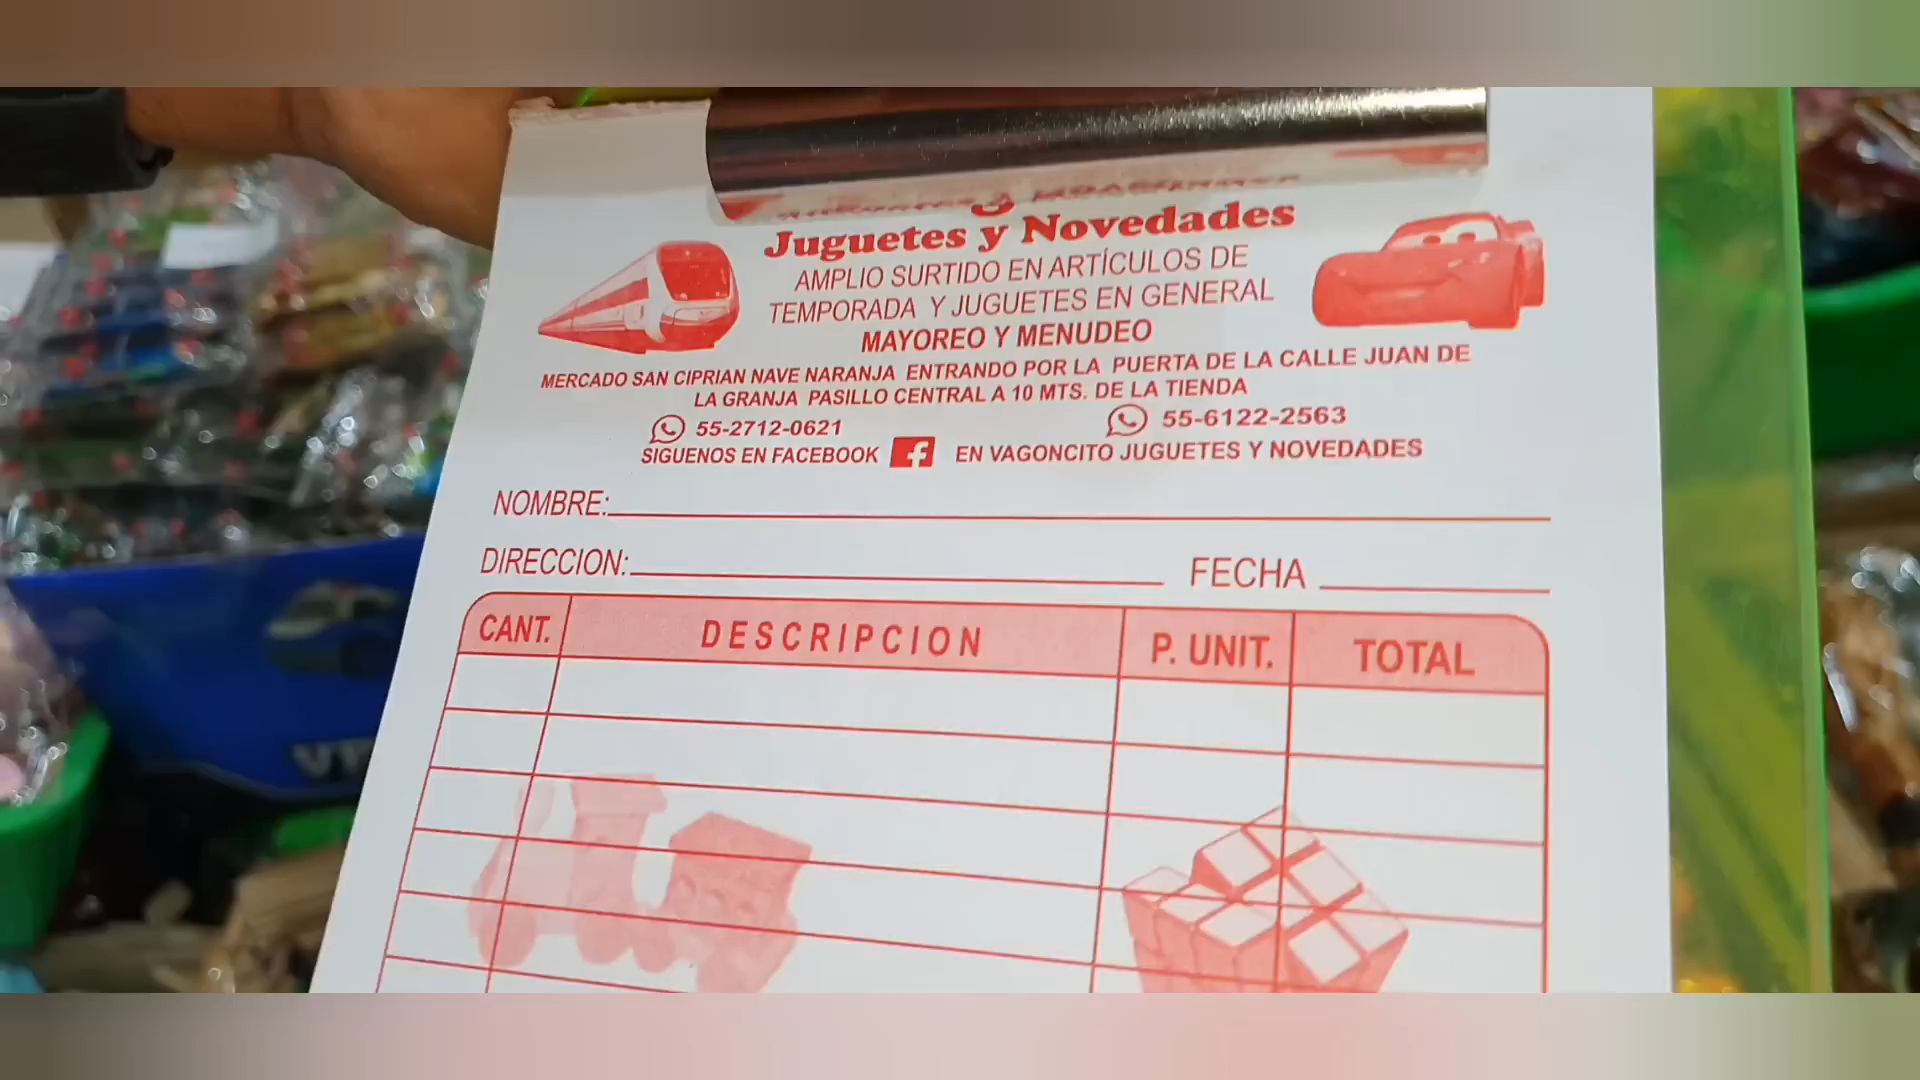 Juguetes y Novedades
AMPLIO SURTIDO EN ARTÍCULOS DE
TEMPORADA Y JUGUETES EN GENERAL
MAYOREO Y MENUDEO
MERCADO SAN CIPRIAN NAVE NARANJA ENTRANDO POR LA PUERTA DE LA CALLE JUAN DE
LA GRANJA PASILLO CENTRAL A 10 MTS. DE LA TIENDA
55-2712-0621 55-6122-2563
SIGUENOS EN FACEBOOK f EN VAGONCITO JUGUETES Y NOVEDADES
NOMBRE:
DIRECCION: FECHA
CANT. DESCRIPCION P. UNIT. TOTAL